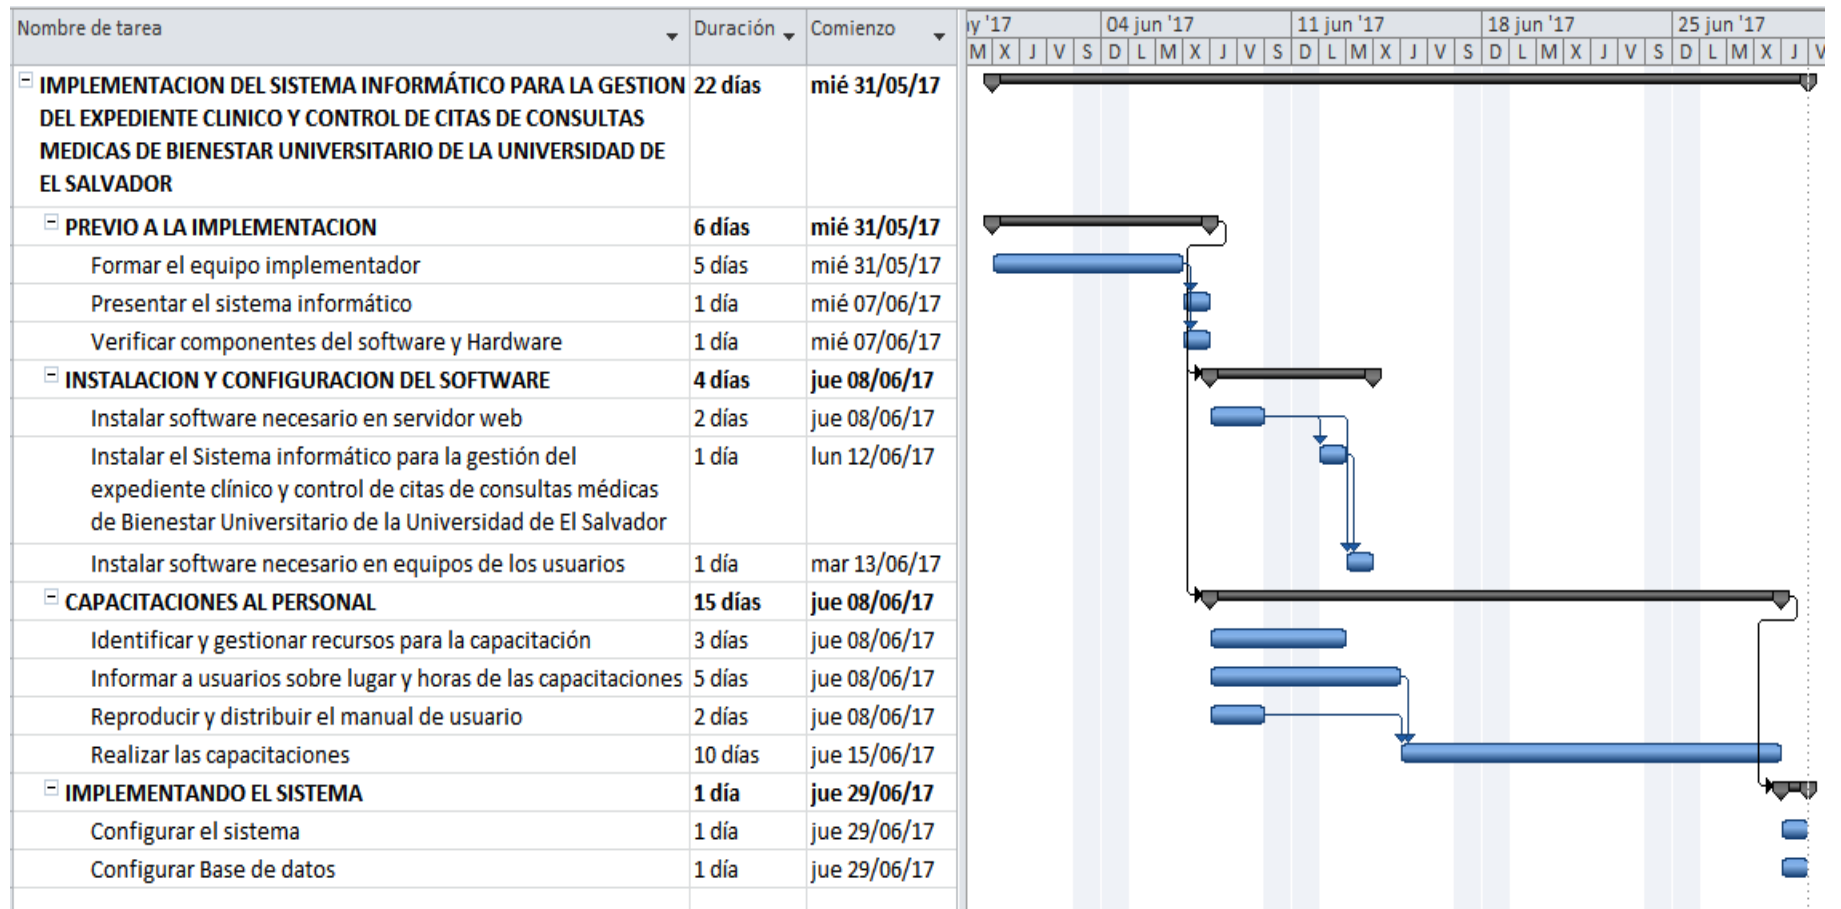 Nombre de tarea Duración Comienzo
ay '17 04 jun '17 11 jun '17 18 jun '17 25 jun '17
M X J V S D L M X J V S D L M X J V S D L M X J V S D L M X J V
IMPLEMENTACION DEL SISTEMA INFORMÁTICO PARA LA GESTION 22 días mié 31/05/17
DEL EXPEDIENTE CLINICO Y CONTROL DE CITAS DE CONSULTAS
MEDICAS DE BIENESTAR UNIVERSITARIO DE LA UNIVERSIDAD DE
EL SALVADOR
PREVIO A LA IMPLEMENTACION 6 días mié 31/05/17
Formar el equipo implementador 5 días mié 31/05/17
Presentar el sistema informático 1 día mié 07/06/17
Verificar componentes del software y Hardware 1 día mié 07/06/17
INSTALACION Y CONFIGURACION DEL SOFTWARE 4 días jue 08/06/17
Instalar software necesario en servidor web 2 días jue 08/06/17
Instalar el Sistema informático para la gestión del 1 día lun 12/06/17
expediente clínico y control de citas de consultas médicas
de Bienestar Universitario de la Universidad de El Salvador
Instalar software necesario en equipos de los usuarios 1 día mar 13/06/17
CAPACITACIONES AL PERSONAL 15 días jue 08/06/17
Identificar y gestionar recursos para la capacitación 3 días jue 08/06/17
Informar a usuarios sobre lugar y horas de las capacitaciones 5 días jue 08/06/17
Reproducir y distribuir el manual de usuario 2 días jue 08/06/17
Realizar las capacitaciones 10 días jue 15/06/17
IMPLEMENTANDO EL SISTEMA 1 día jue 29/06/17
Configurar el sistema 1 día jue 29/06/17
Configurar Base de datos 1 día jue 29/06/17